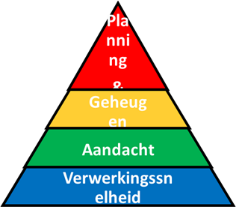 Pla
nni
ng
&
Geheug
en
Aandacht
Verwerkingssn
elheid